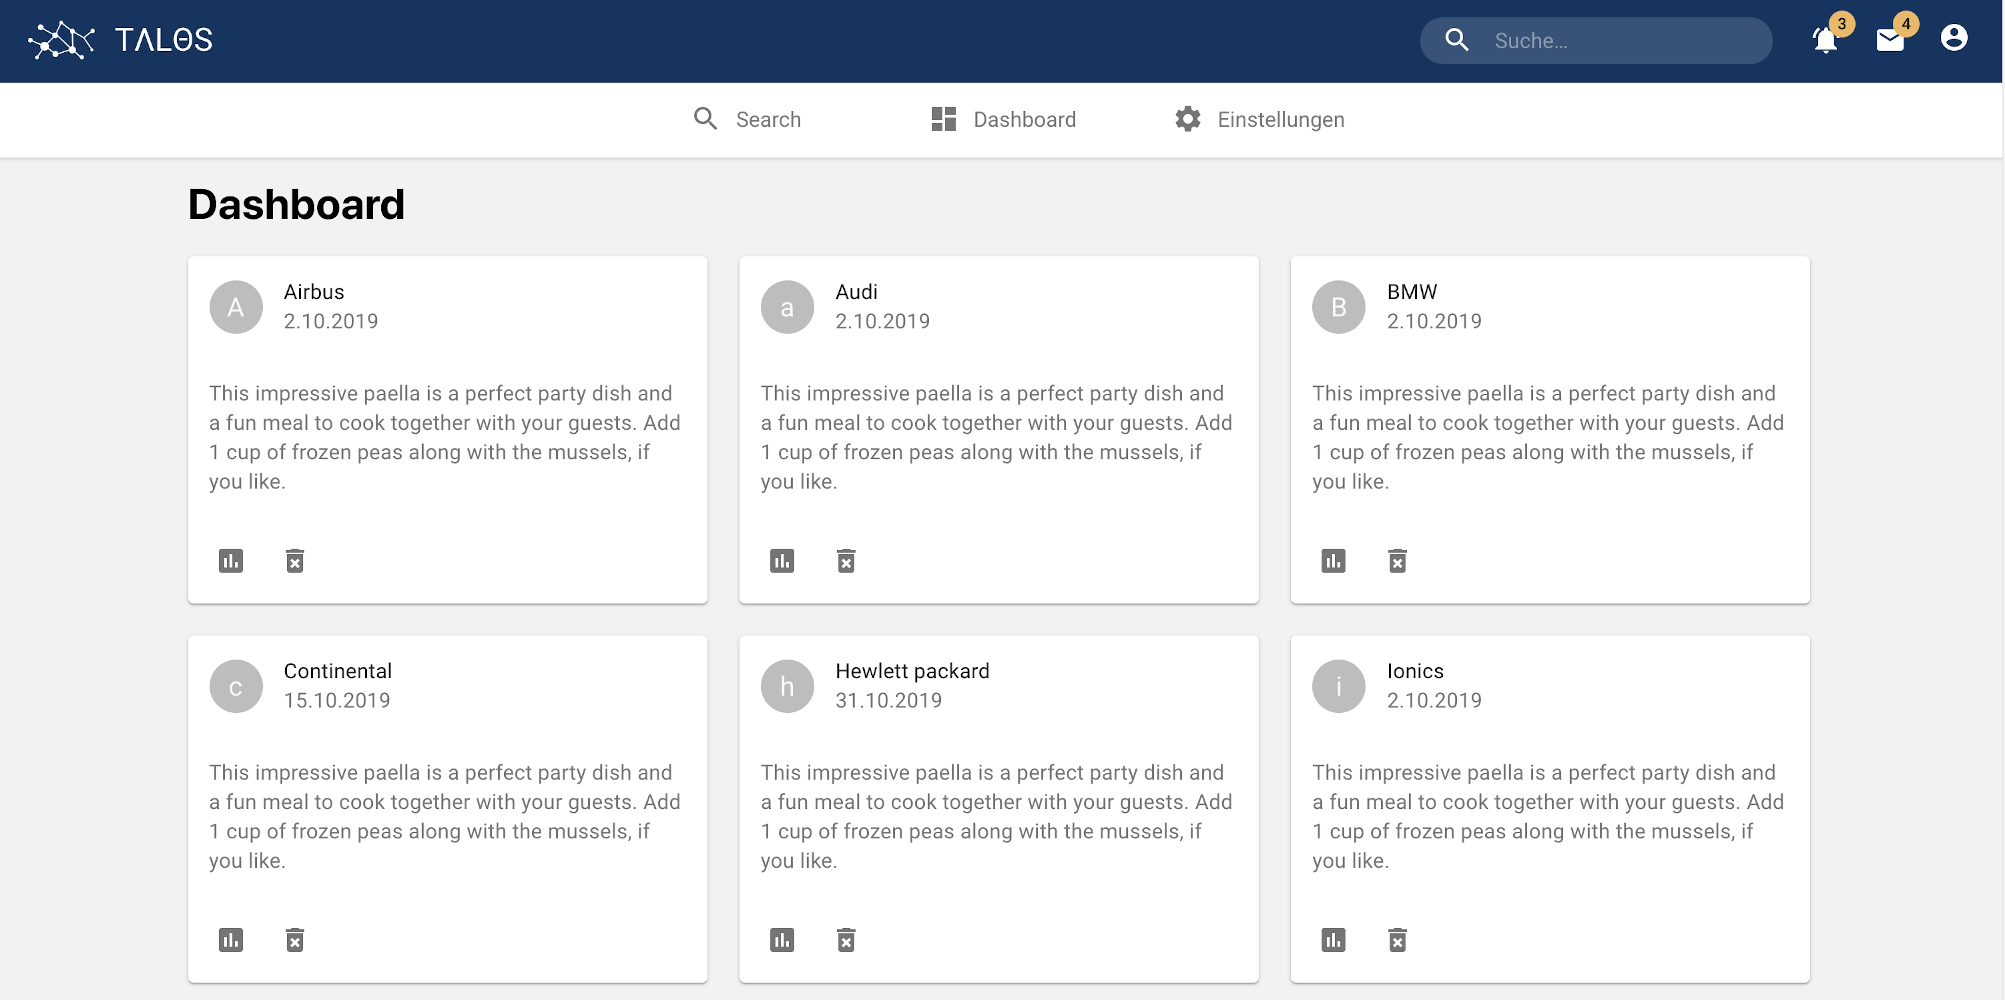 TALOS
Suche...
3
4
Search
Dashboard
Einstellungen
Dashboard
A
Airbus
2.10.2019
This impressive paella is a perfect party dish and
a fun meal to cook together with your guests. Add
1 cup of frozen peas along with the mussels, if
you like.
a
Audi
2.10.2019
This impressive paella is a perfect party dish and
a fun meal to cook together with your guests. Add
1 cup of frozen peas along with the mussels, if
you like.
B
BMW
2.10.2019
This impressive paella is a perfect party dish and
a fun meal to cook together with your guests. Add
1 cup of frozen peas along with the mussels, if
you like.
c
Continental
15.10.2019
This impressive paella is a perfect party dish and
a fun meal to cook together with your guests. Add
1 cup of frozen peas along with the mussels, if
you like.
h
Hewlett packard
31.10.2019
This impressive paella is a perfect party dish and
a fun meal to cook together with your guests. Add
1 cup of frozen peas along with the mussels, if
you like.
i
Ionics
2.10.2019
This impressive paella is a perfect party dish and
a fun meal to cook together with your guests. Add
1 cup of frozen peas along with the mussels, if
you like.